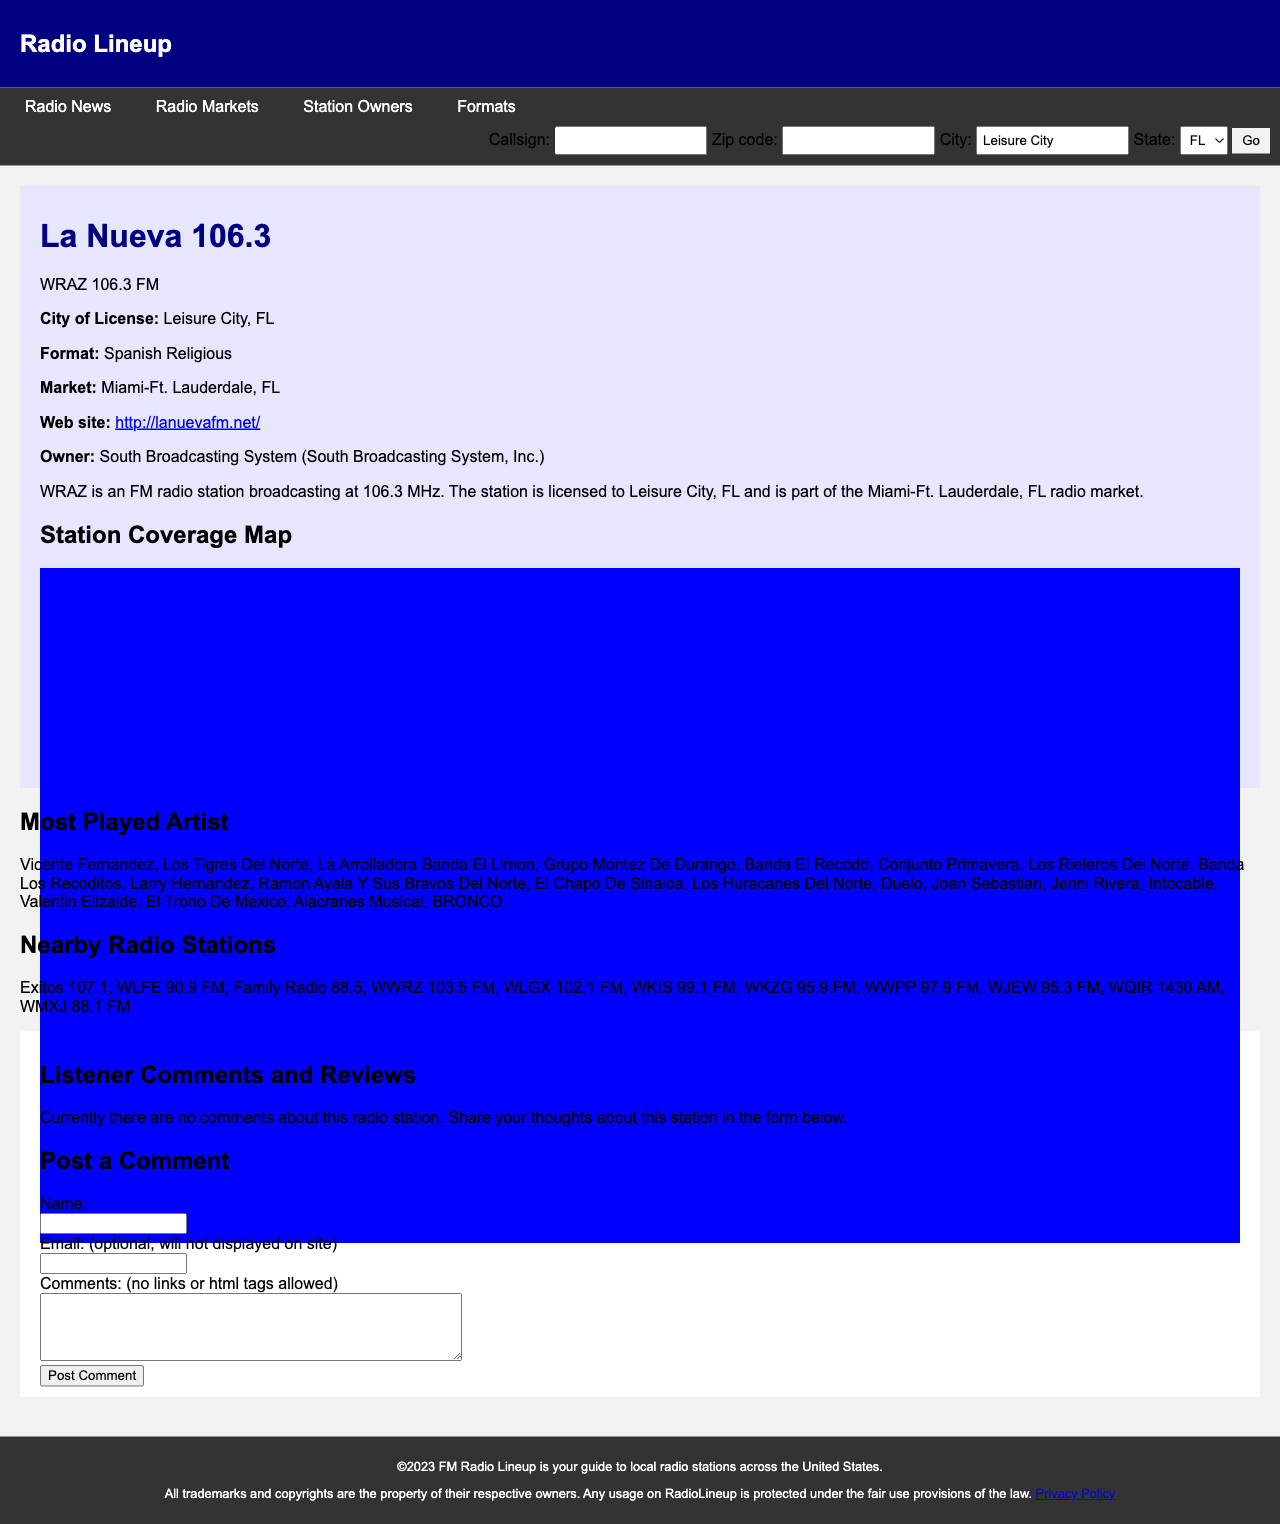 Radio Lineup
Radio News Radio Markets Station Owners Formats
Callsign: Zip code: City: Leisure City State: FL Go
La Nueva 106.3
WRAZ 106.3 FM
City of License: Leisure City, FL
Format: Spanish Religious
Market: Miami-Ft. Lauderdale, FL
Web site: http://lanuevafm.net/
Owner: South Broadcasting System (South Broadcasting System, Inc.)
WRAZ is an FM radio station broadcasting at 106.3 MHz. The station is licensed to Leisure City, FL and is part of the Miami-Ft. Lauderdale, FL radio market.
Station Coverage Map
Most Played Artist
Vicente Fernandez, Los Tigres Del Norte, La Arrolladora Banda El Limon, Grupo Montez De Durango, Banda El Recodo, Conjunto Primavera, Los Rieleros Del Norte, Banda
Los Recoditos, Larry Hernandez, Ramon Ayala Y Sus Bravos Del Norte, El Chapo De Sinaloa, Los Huracanes Del Norte, Duelo, Joan Sebastian, Jenni Rivera, Intocable,
Valentin Elizalde, El Trono De Mexico, Alacranes Musical, BRONCO
Nearby Radio Stations
Exitos 107.1, WLFE 90.9 FM, Family Radio 88.5, WWRZ 103.5 FM, WLGX 102.1 FM, WKIS 99.1 FM, WKZG 95.9 FM, WWPP 97.9 FM, WJEW 95.3 FM, WQIR 1430 AM,
WMXJ 88.1 FM
Listener Comments and Reviews
Currently there are no comments about this radio station. Share your thoughts about this station in the form below.
Post a Comment
Name:
Email: (optional, will not displayed on site)
Comments: (no links or html tags allowed)
Post Comment
©2023 FM Radio Lineup is your guide to local radio stations across the United States.
All trademarks and copyrights are the property of their respective owners. Any usage on RadioLineup is protected under the fair use provisions of the law. Privacy Policy